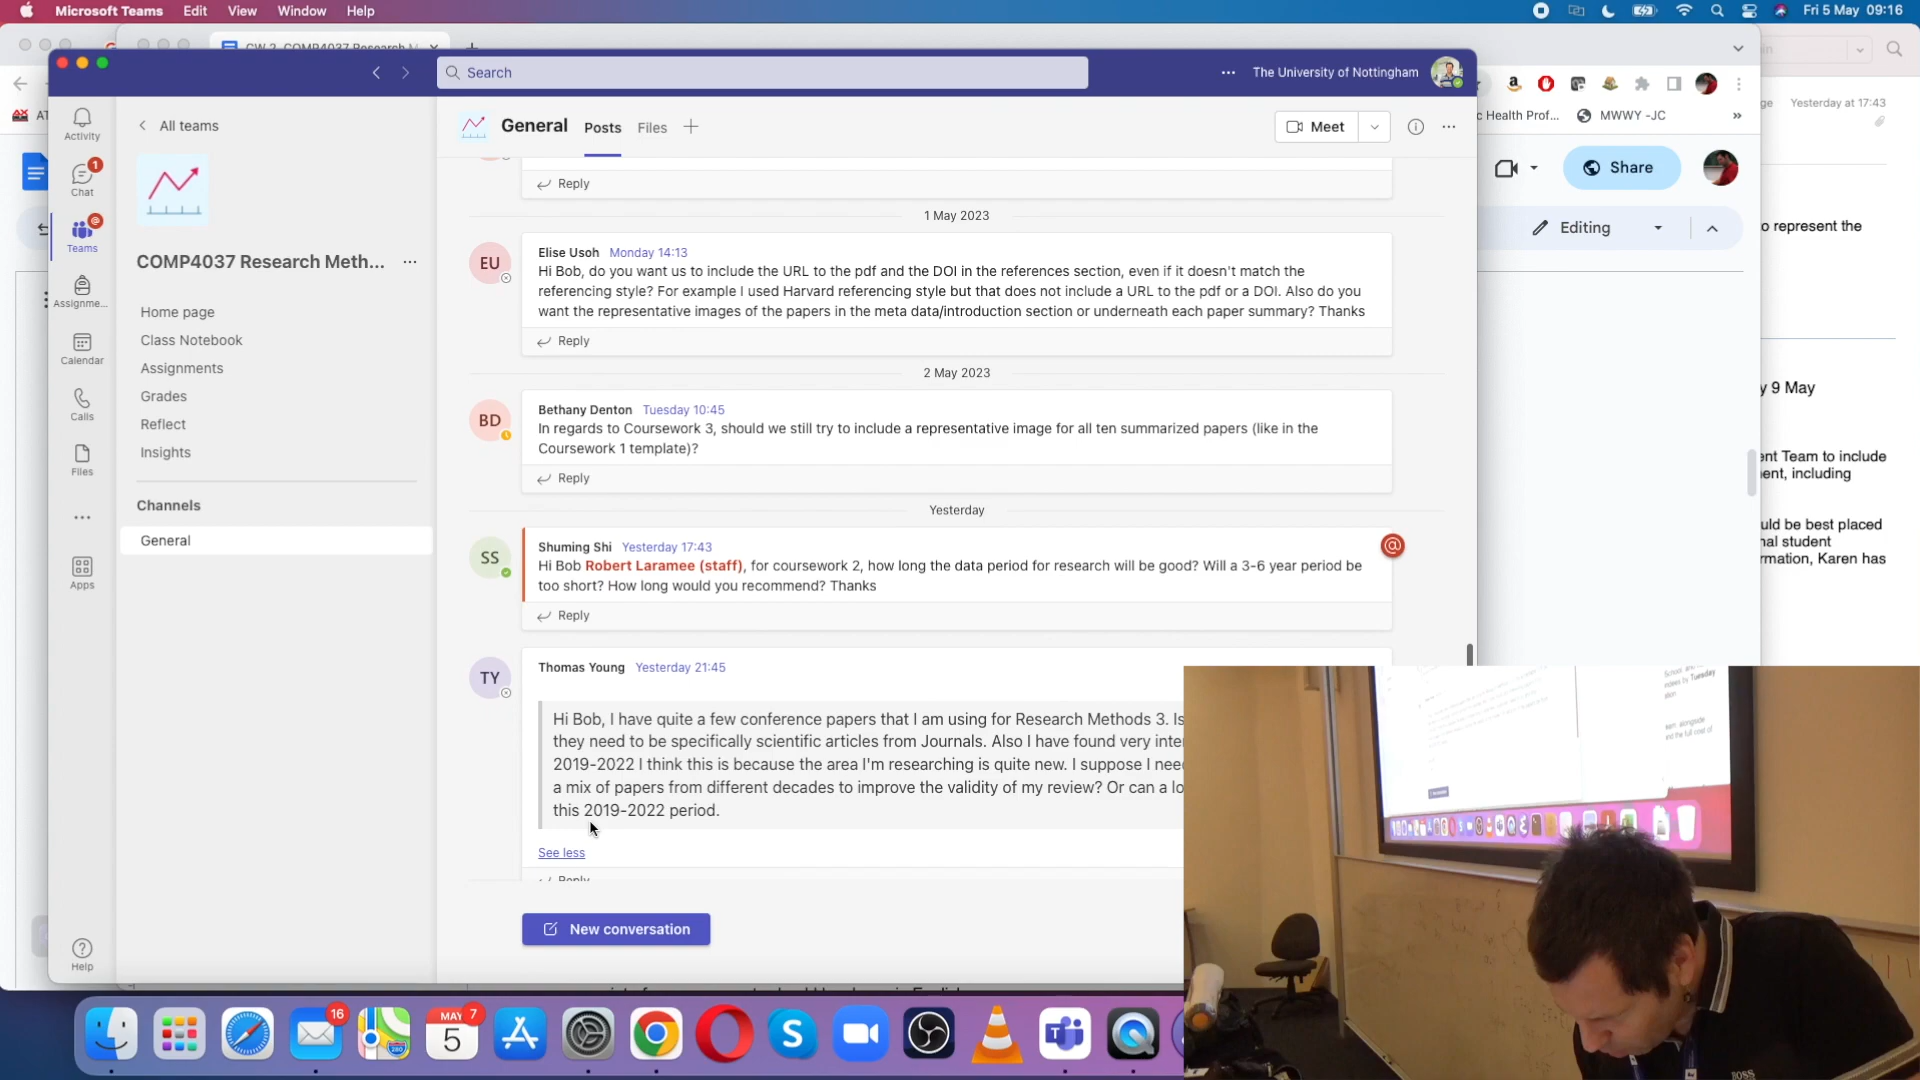 Microsoft Teams Edit View Window Help
Fri 5 May 09:16
CW 2, COMP4037 Research M
Search
The University of Nottingham
Yesterday at 17:43
c Health Prof... MWWY -JC »
Activity
All teams
General Posts Files
Meet
1
Chat
Share
Reply
Teams
1 May 2023
Editing
o represent the
COMP4037 Research Meth... ...
EU
Elise Usoh Monday 14:13
Hi Bob, do you want us to include the URL to the pdf and the DOI in the references section, even if it doesn't match the
referencing style? For example I used Harvard referencing style but that does not include a URL to the pdf or a DOI. Also do you
want the representative images of the papers in the meta data/introduction section or underneath each paper summary? Thanks
Assignme...
Home page
Class Notebook
Reply
Calendar
Assignments
2 May 2023
y 9 May
Grades
Calls
Reflect
BD
Bethany Denton Tuesday 10:45
In regards to Coursework 3, should we still try to include a representative image for all ten summarized papers (like in the
Coursework 1 template)?
Insights
Files
ent Team to include
ent, including
Reply
Channels
Yesterday
General
uld be best placed
nal student
rmation, Karen has
SS
Shuming Shi Yesterday 17:43
@
Hi Bob Robert Laramee (staff), for coursework 2, how long the data period for research will be good? Will a 3-6 year period be
too short? How long would you recommend? Thanks
Apps
Reply
TY
Thomas Young Yesterday 21:45
Hi Bob, I have quite a few conference papers that I am using for Research Methods 3. Is
they need to be specifically scientific articles from Journals. Also I have found very inte
2019-2022 I think this is because the area I'm researching is quite new. I suppose I nee
a mix of papers from different decades to improve the validity of my review? Or can a lo
this 2019-2022 period.
See less
Reply
New conversation
Help
16
MAY 7
5
280
S
T
BOSS
by Tuesday